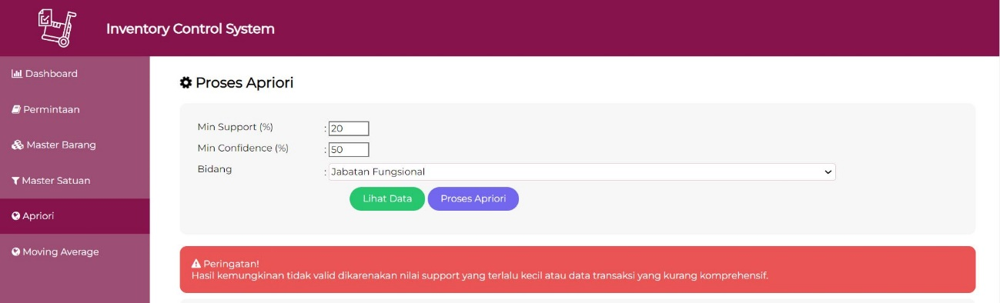 Inventory Control System
Dashboard
Permintaan
Master Barang
Master Satuan
Apriori
Moving Average
Proses Apriori
Min Support (%) : 20
Min Confidence (%) : 50
Bidang : Jabatan Fungsional
Lihat Data Proses Apriori
Peringatan!
Hasil kemungkinan tidak valid dikarenakan nilai support yang terlalu kecil atau data transaksi yang kurang komprehensif.